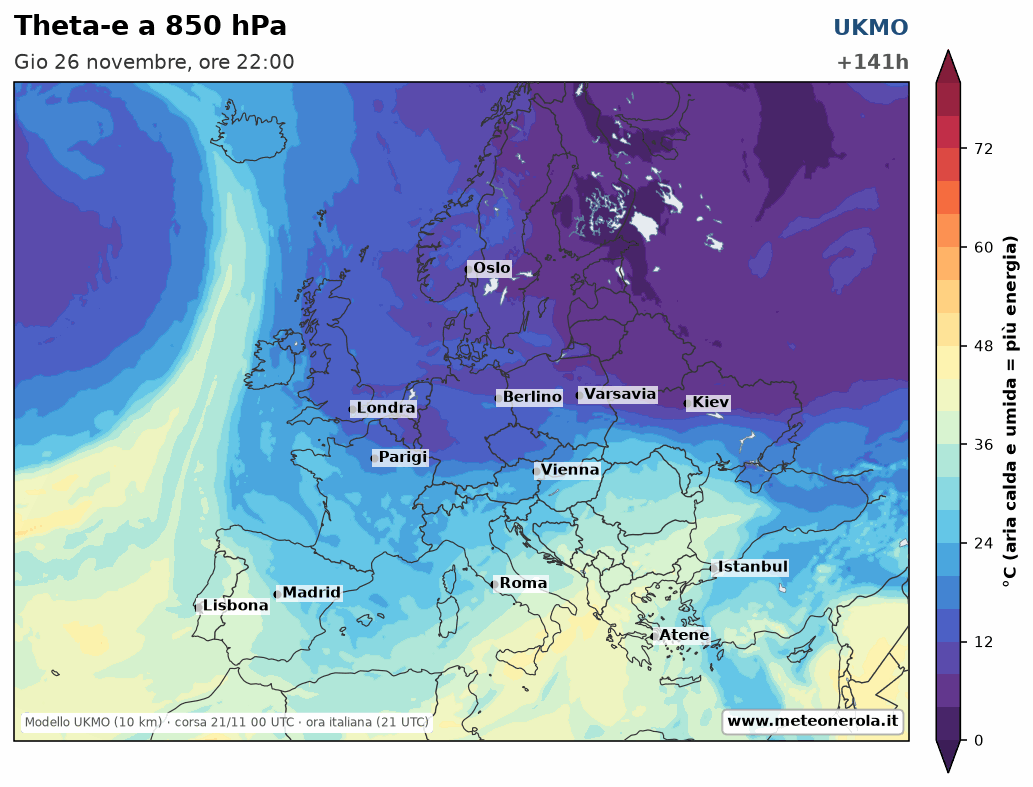 Theta-e a 850 hPa
UKMO
Gio 26 novembre, ore 22:00
+141h
72
60
48
36
24
12
0
°C (aria calda e umida = più energia)
Oslo
Londra
Berlino
Varsavia
Kiev
Parigi
Vienna
Istanbul
Roma
Madrid
Lisbona
Atene
Modello UKMO (10 km) · corsa 21/11 00 UTC · ora italiana (21 UTC)
www.meteonerola.it